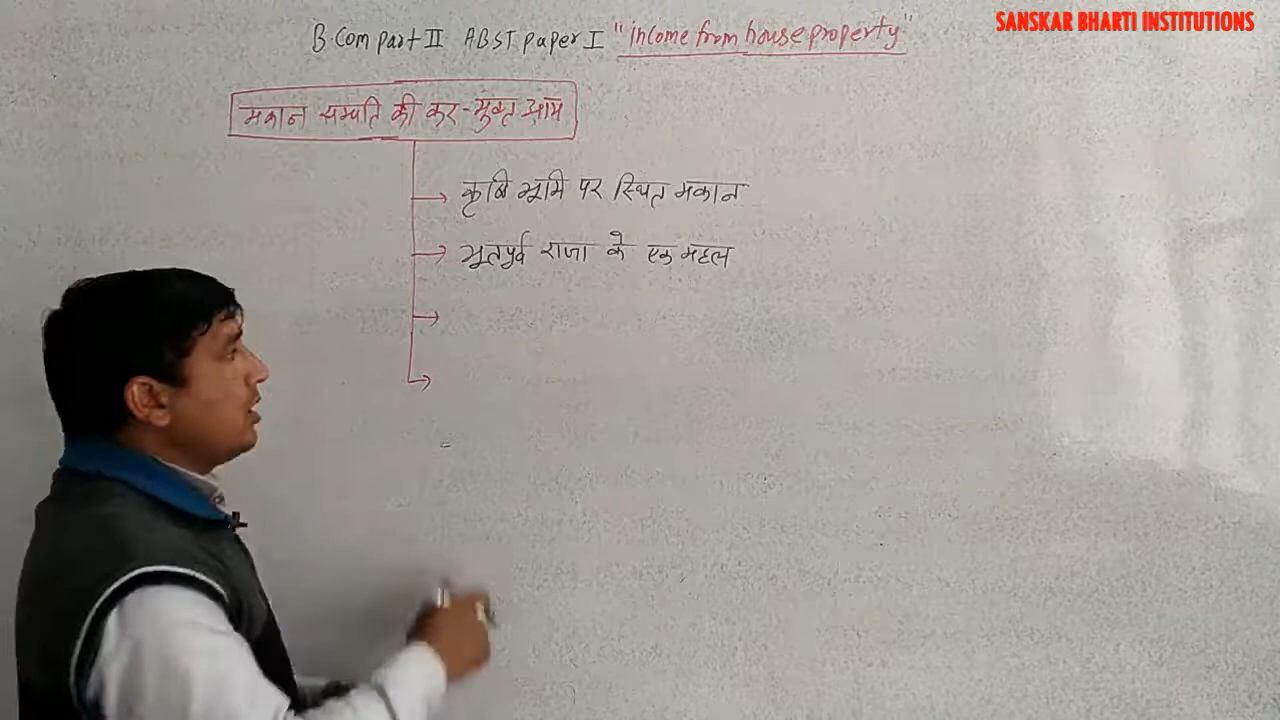 SANSKAR BHARTI INSTITUTIONS
B Com part II ABST paper I "income from house property"
मकान सम्पति की कर-मुक्त आय
कृषि भूमि पर स्थित मकान
भूतपूर्व राजा के एक महल